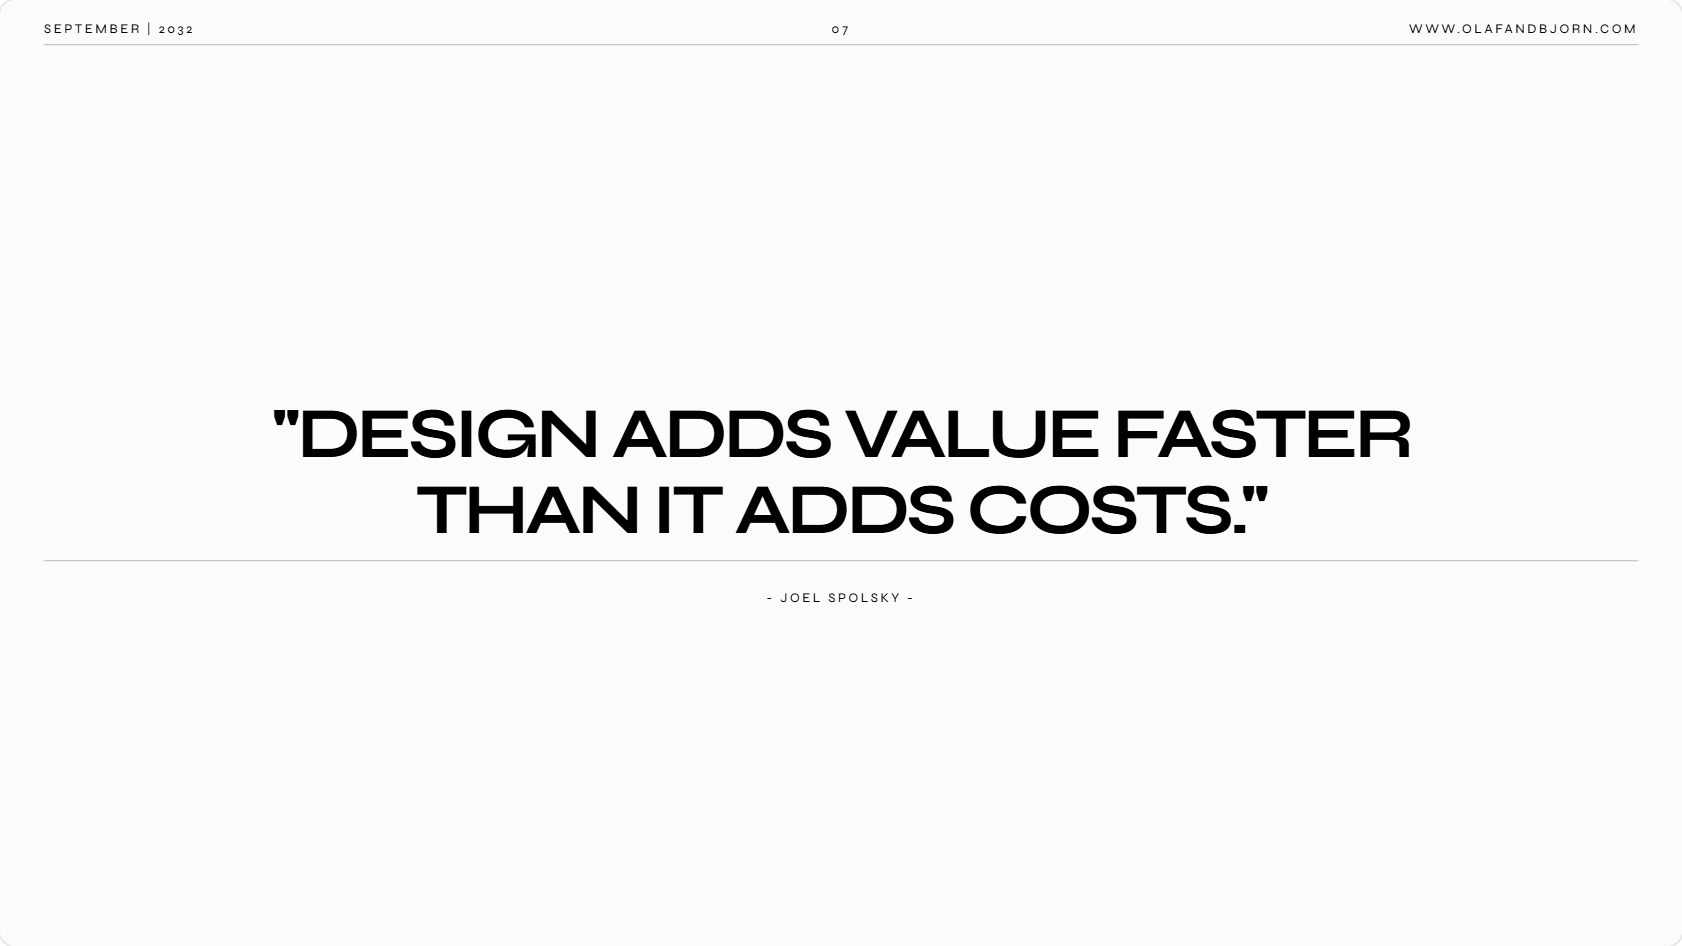 SEPTEMBER | 2032
07
WWW.OLAFANDBJORN.COM
"DESIGN ADDS VALUE FASTER
THAN IT ADDS COSTS."
- JOEL SPOLSKY -